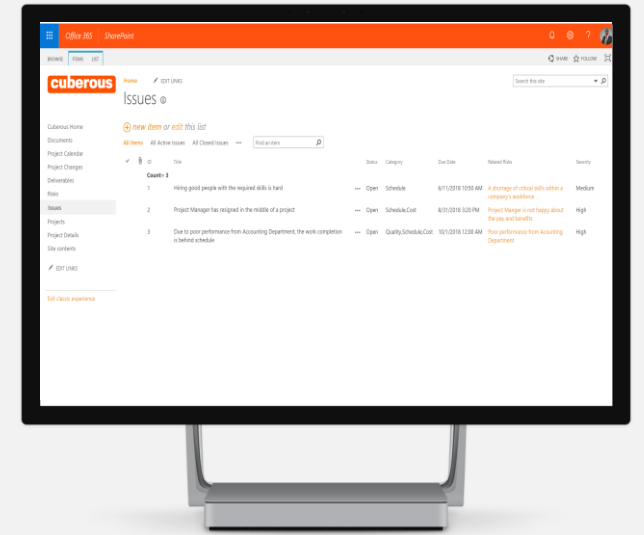 Office 365 SharePoint ?
BROWSE ITEMS LIST SHARE FOLLOW
cuberous Home EDIT LINKS Search this site
Issues
new item or edit this list
All Items All Active Issues All Closed Issues ••• Find an item
ID Title Status Category Due Date Related Risks Severity
Count= 3
1 Hiring good people with the required skills is hard ••• Open Schedule 6/11/2018 10:30 AM A shortage of critical skills within a
company's workforce Medium
2 Project Manager has resigned in the middle of a project ••• Open Schedule,Cost 8/31/2018 3:20 PM Project Manger is not happy about
the pay and benefits High
3 Due to poor performance from Accounting Department, the work completion
is behind schedule ••• Open Quality,Schedule,Cost 10/1/2018 12:00 AM Poor performance from Acounting
Department High
Cuberous Home
Documents
Project Calendar
Project Changes
Deliverables
Risks
Issues
Projects
Project Details
Site contents
EDIT LINKS
Exit classic experience